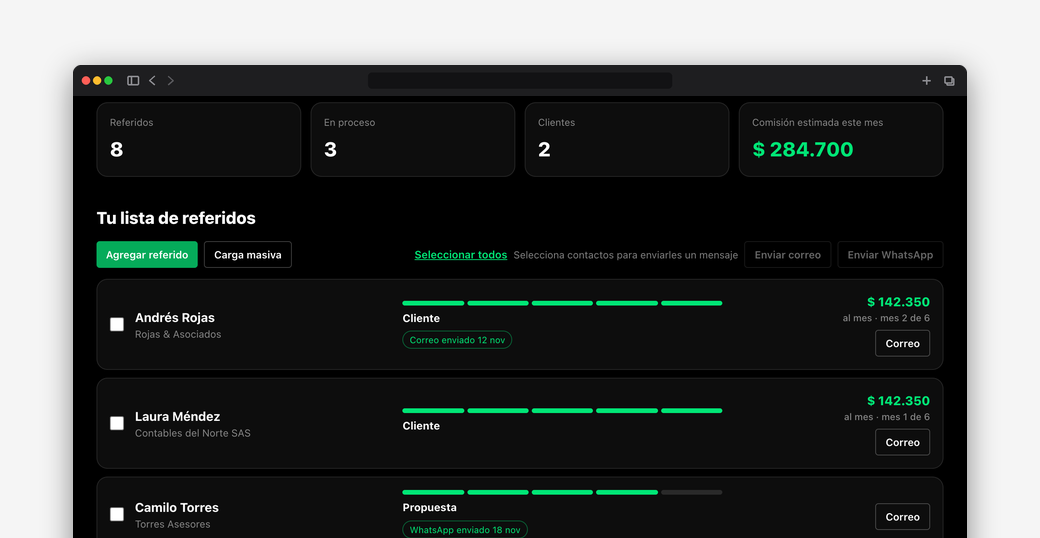 Referidos
8
En proceso
3
Clientes
2
Comisión estimada este mes
$ 284.700
Tu lista de referidos
Agregar referido
Carga masiva
Seleccionar todos
Selecciona contactos para enviarles un mensaje
Enviar correo
Enviar WhatsApp
Andrés Rojas
Rojas & Asociados
Cliente
Correo enviado 12 nov
$ 142.350
al mes · mes 2 de 6
Correo
Laura Méndez
Contables del Norte SAS
Cliente
$ 142.350
al mes · mes 1 de 6
Correo
Camilo Torres
Torres Asesores
Propuesta
WhatsApp enviado 18 nov
Correo